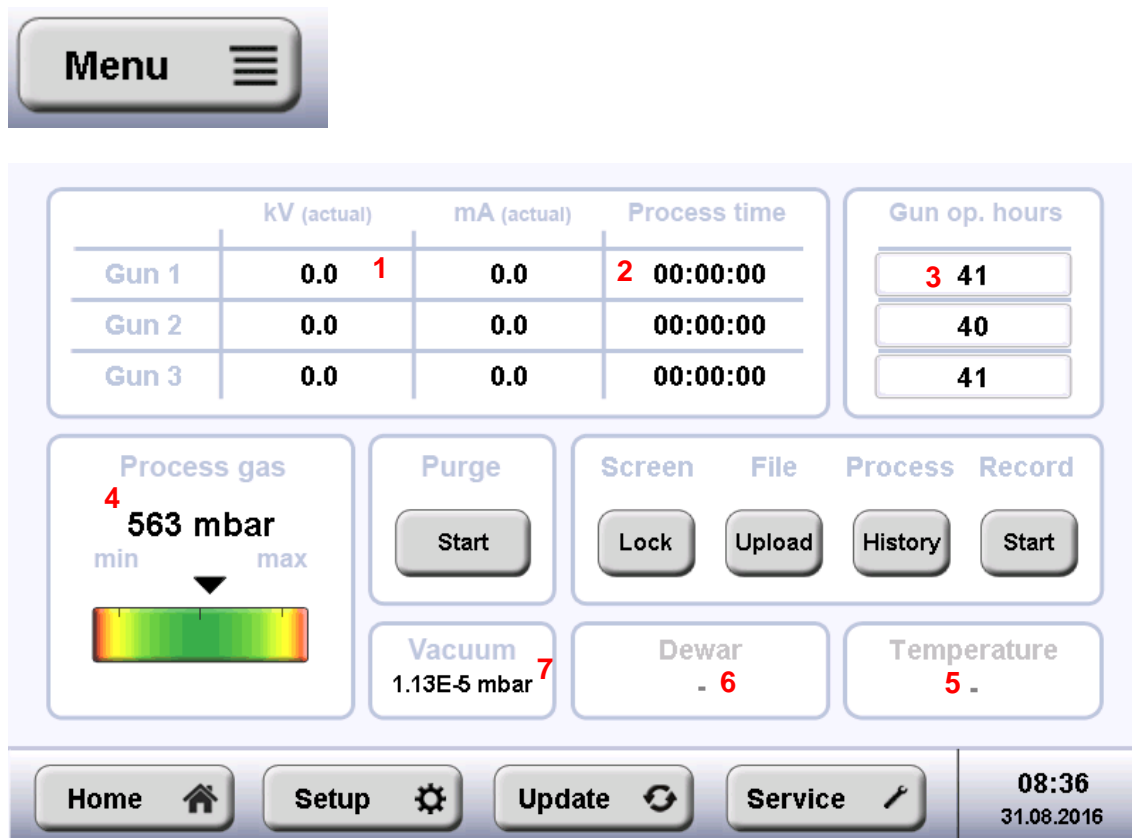 Menu
kV (actual) mA (actual) Process time Gun op. hours
Gun 1 0.0 1 0.0 2 00:00:00 3 41
Gun 2 0.0 0.0 00:00:00 40
Gun 3 0.0 0.0 00:00:00 41
Process gas Purge Screen File Process Record
4
563 mbar Start Lock Upload History Start
min max
Vacuum 7 Dewar Temperature
1.13E-5 mbar - 6 5 -
Home Setup Update Service 08:36
31.08.2016